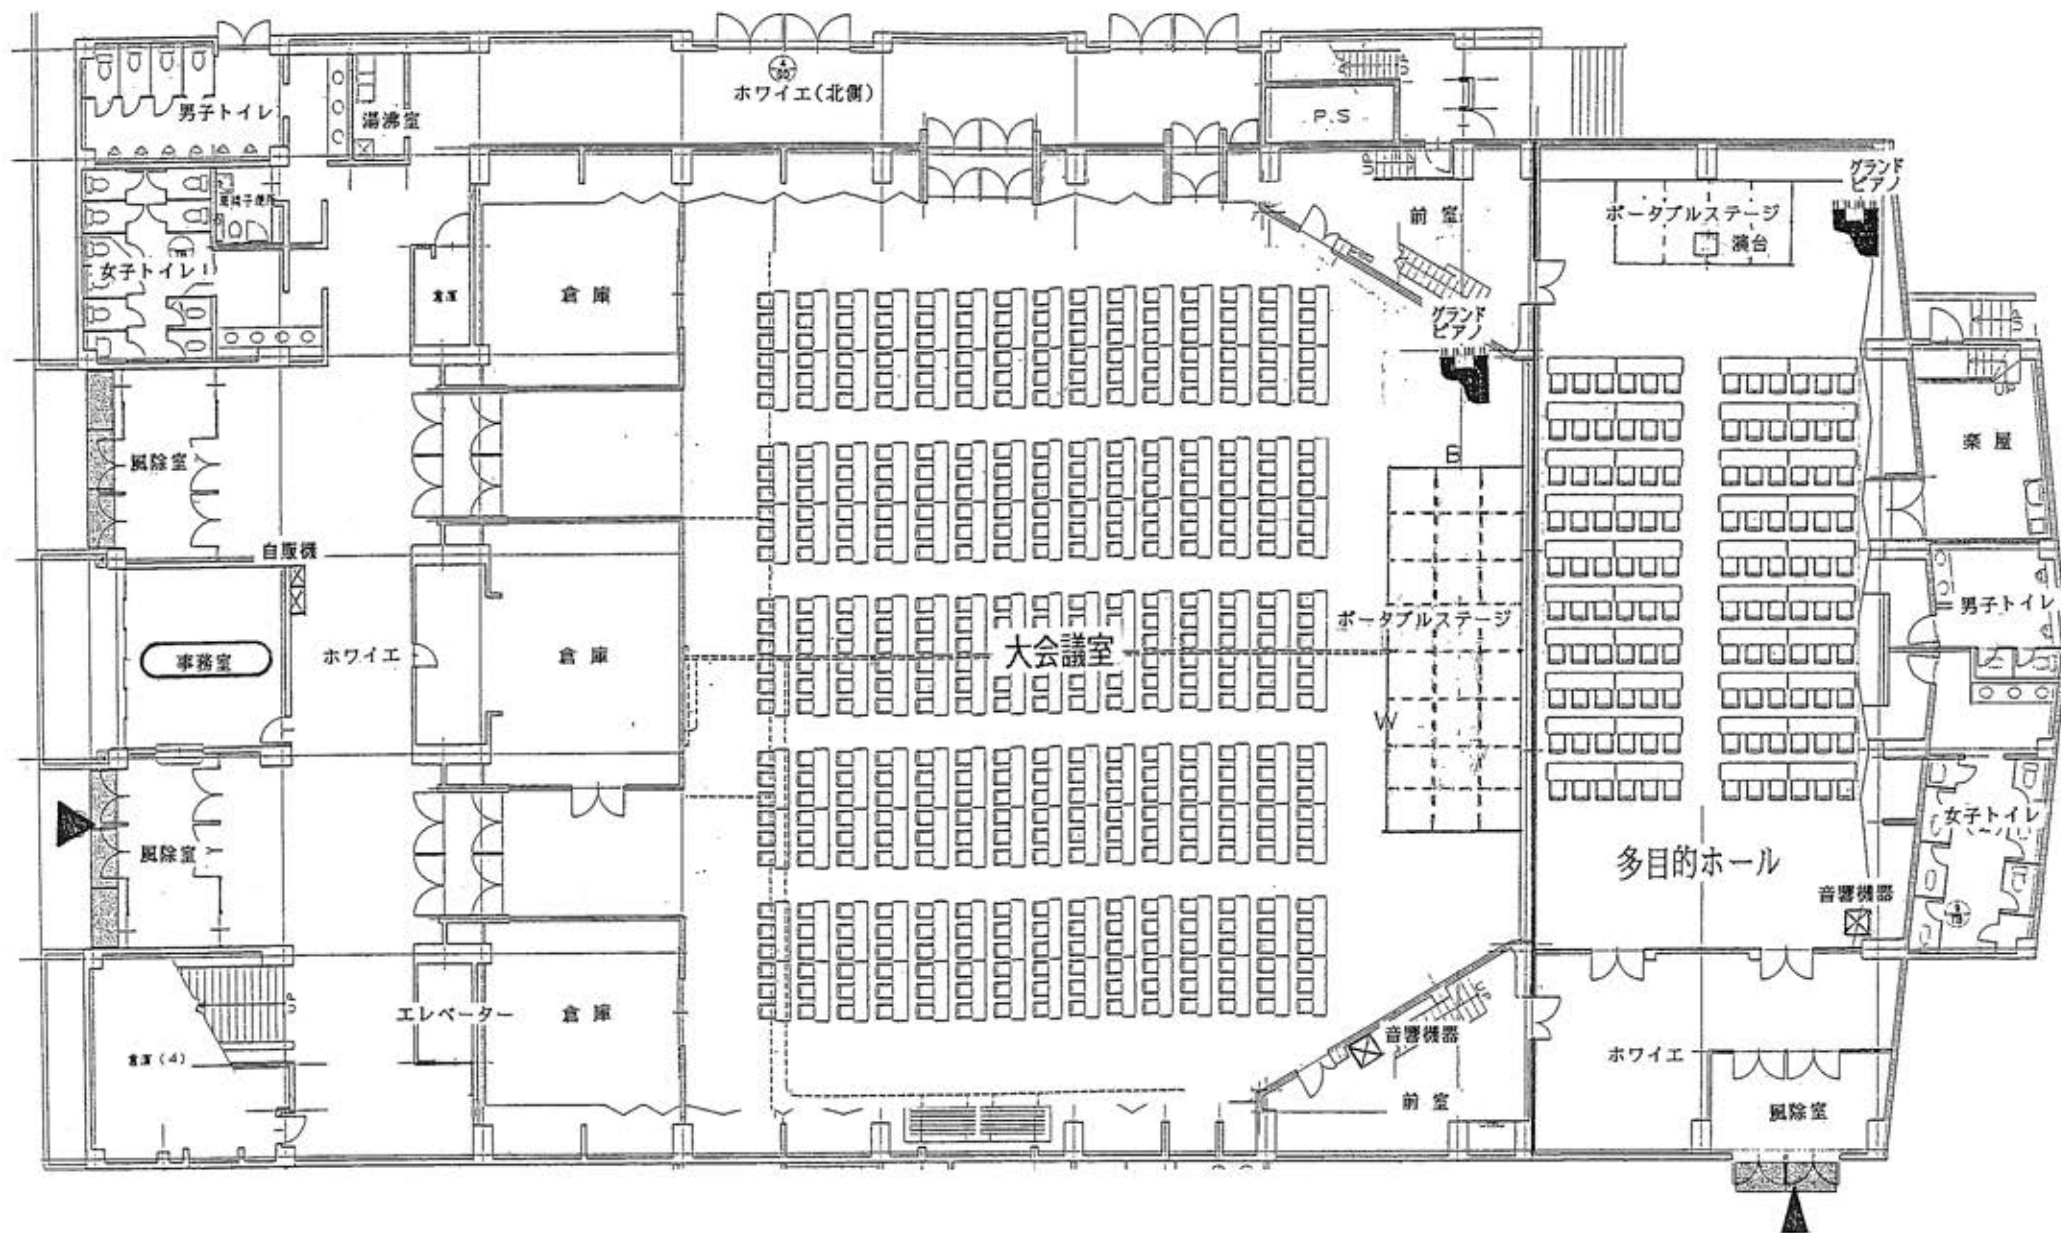 ホワイエ(北側)
男子トイレ
湯沸室
P.S
UP
グランド
ピアノ
前室
ポータブルステージ
演台
女子トイレ
倉庫
倉庫
グランド
ピアノ
UP
楽屋
風除室
B
自販機
男子トイレ
ポータブルステージ
大会議室
事務室
ホワイエ
倉庫
W
女子トイレ
風除室
多目的ホール
音響機器
エレベーター
倉庫
UP
音響機器
倉庫(4)
ホワイエ
前室
風除室